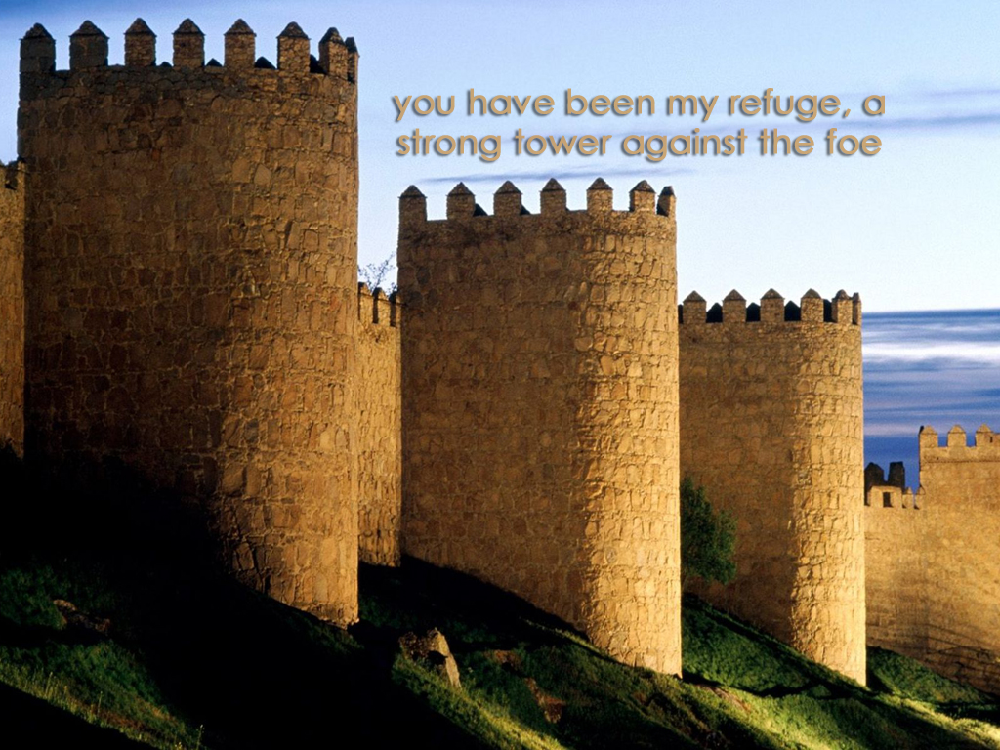 you have been my refuge, a
strong tower against the foe